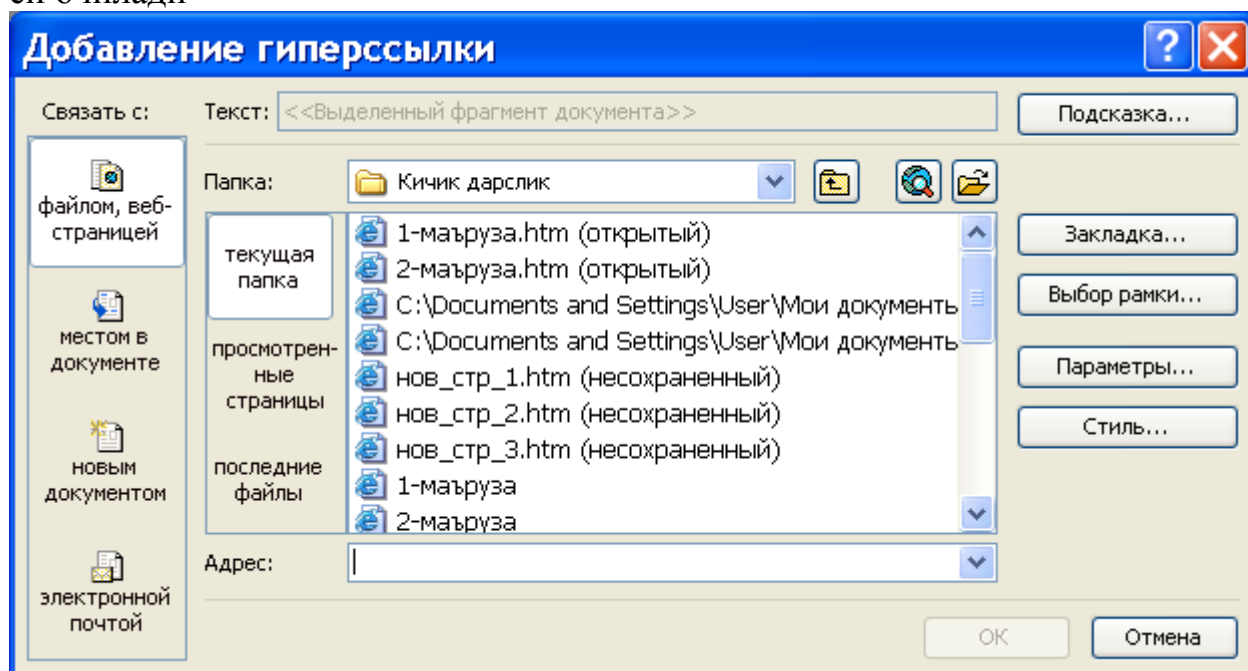 Добавление гиперссылки
Связать с:
Текст: <<Выделенный фрагмент документа>>
Подсказка...
файлом, веб-
страницей
Папка: Кичик дарслик
текущая
папка
1-маъруза.htm (открытый)
2-маъруза.htm (открытый)
C:\Documents and Settings\User\Мои документы
C:\Documents and Settings\User\Мои документы
нов_стр_1.htm (несохраненный)
нов_стр_2.htm (несохраненный)
нов_стр_3.htm (несохраненный)
1-маъруза
2-маъруза
Закладка...
Выбор рамки...
Параметры...
Стиль...
местом в
документе
просмотрен-
ные
страницы
новым
документом
последние
файлы
Адрес:
электронной
почтой
ОК
Отмена